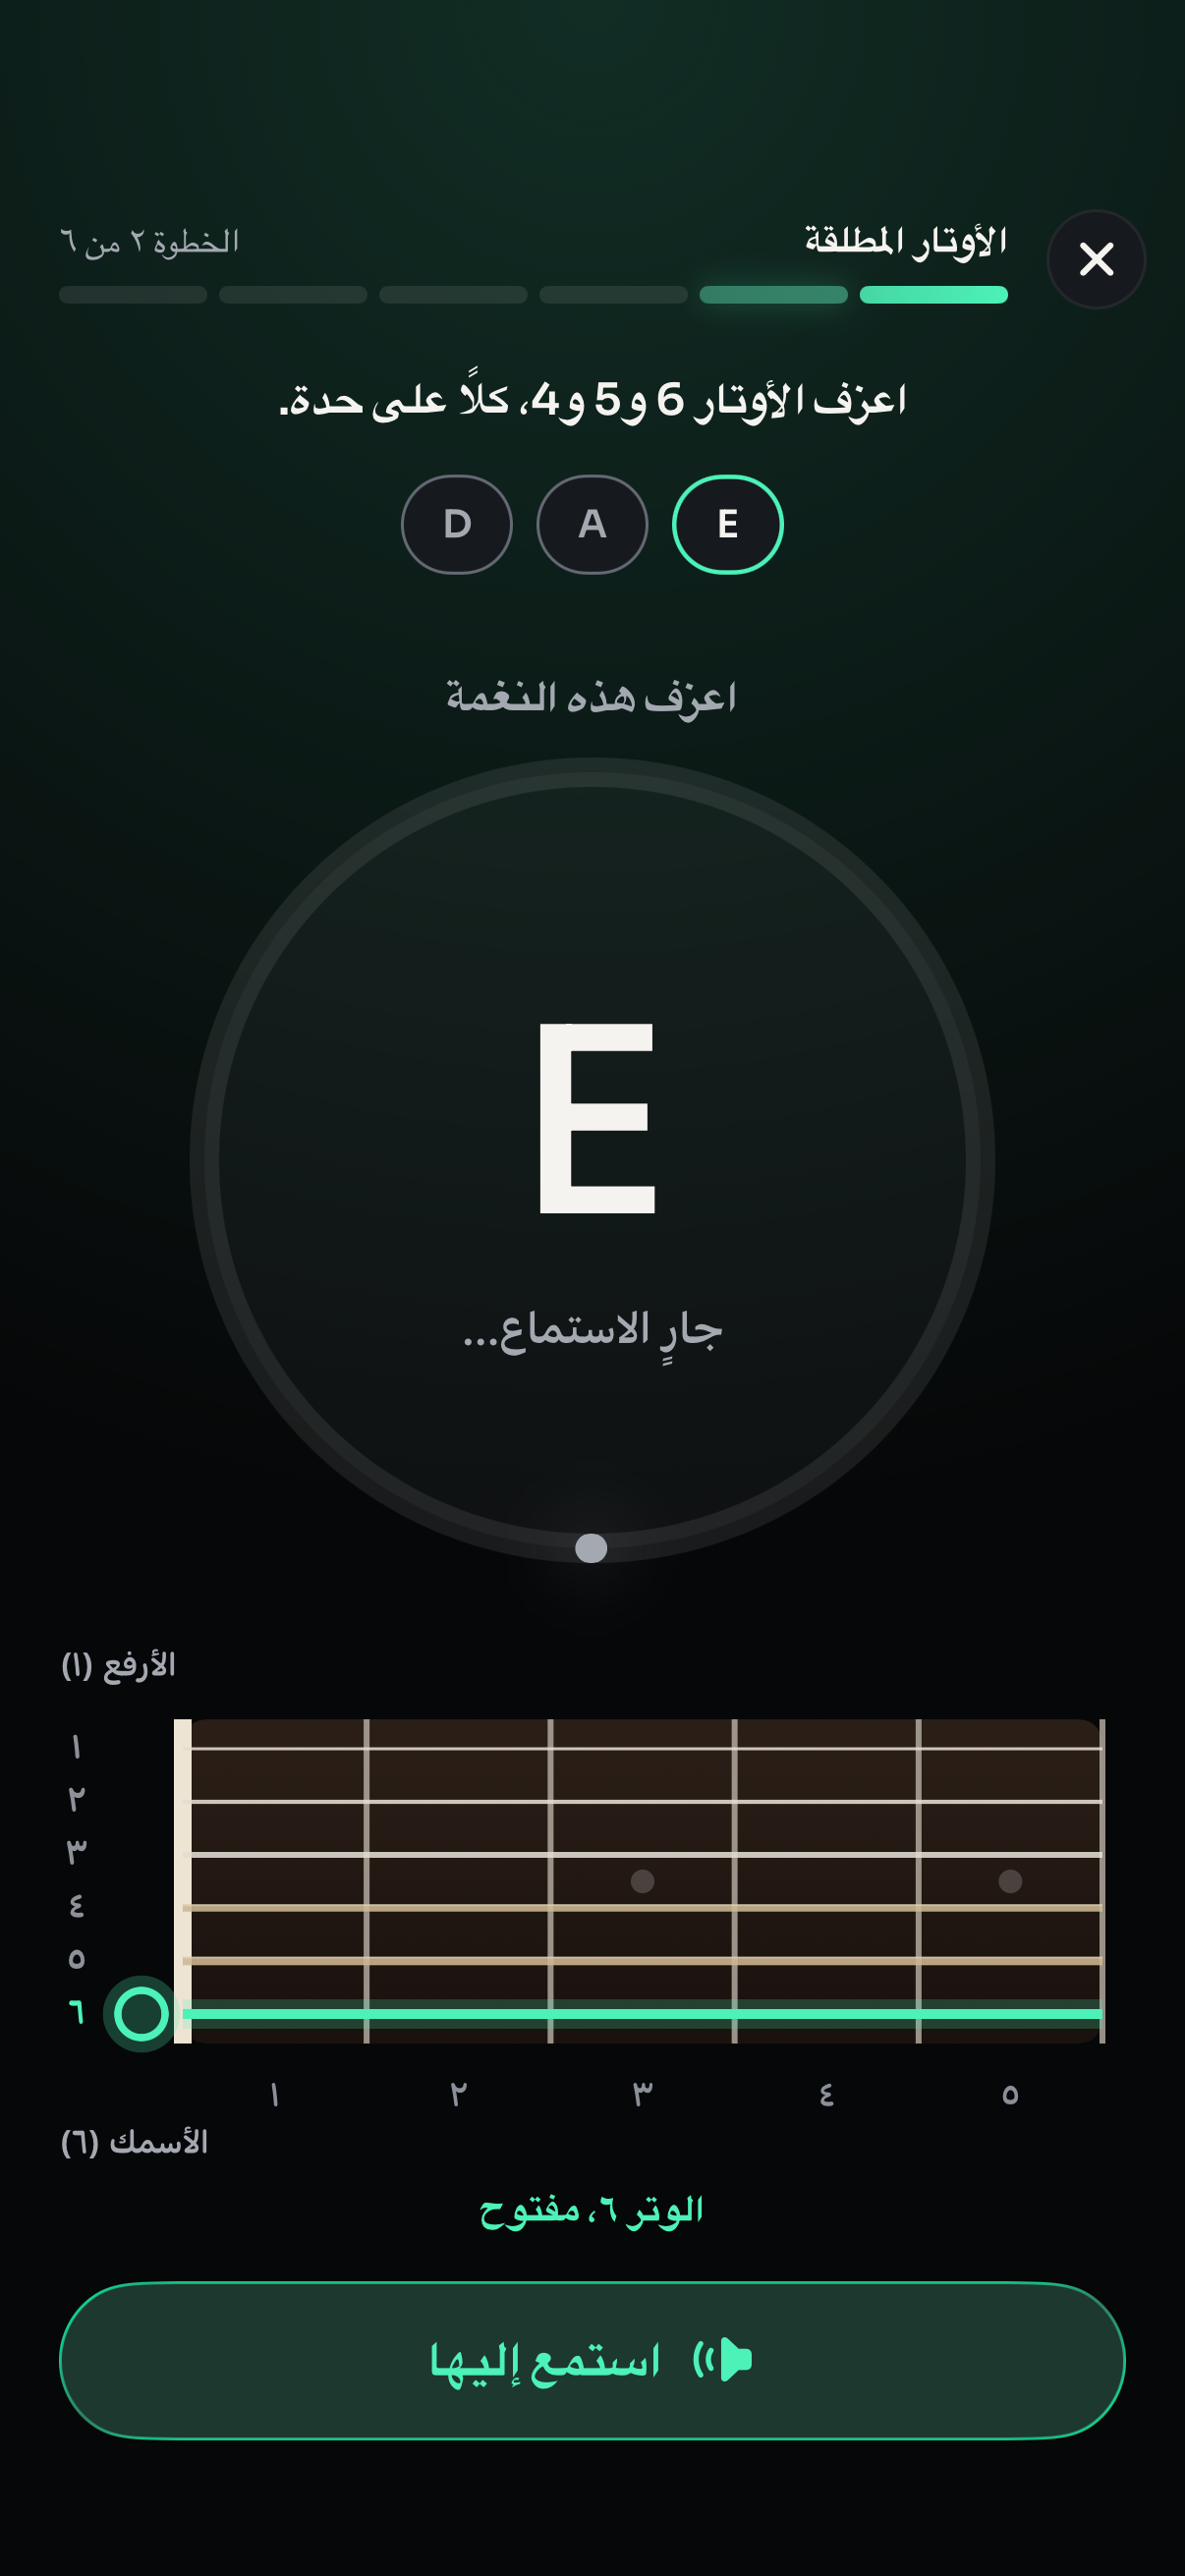 الأوتار المطلقة
الخطوة ٢ من ٦
اعزف الأوتار 6 و5 و4، كلًا على حدة.
E A D
اعزف هذه النغمة
E
جارٍ الاستماع...
الأرفع (١)
١
٢
٣
٤
٥
٦
١ ٢ ٣ ٤ ٥
الأسمك (٦)
الوتر ٦، مفتوح
استمع إليها